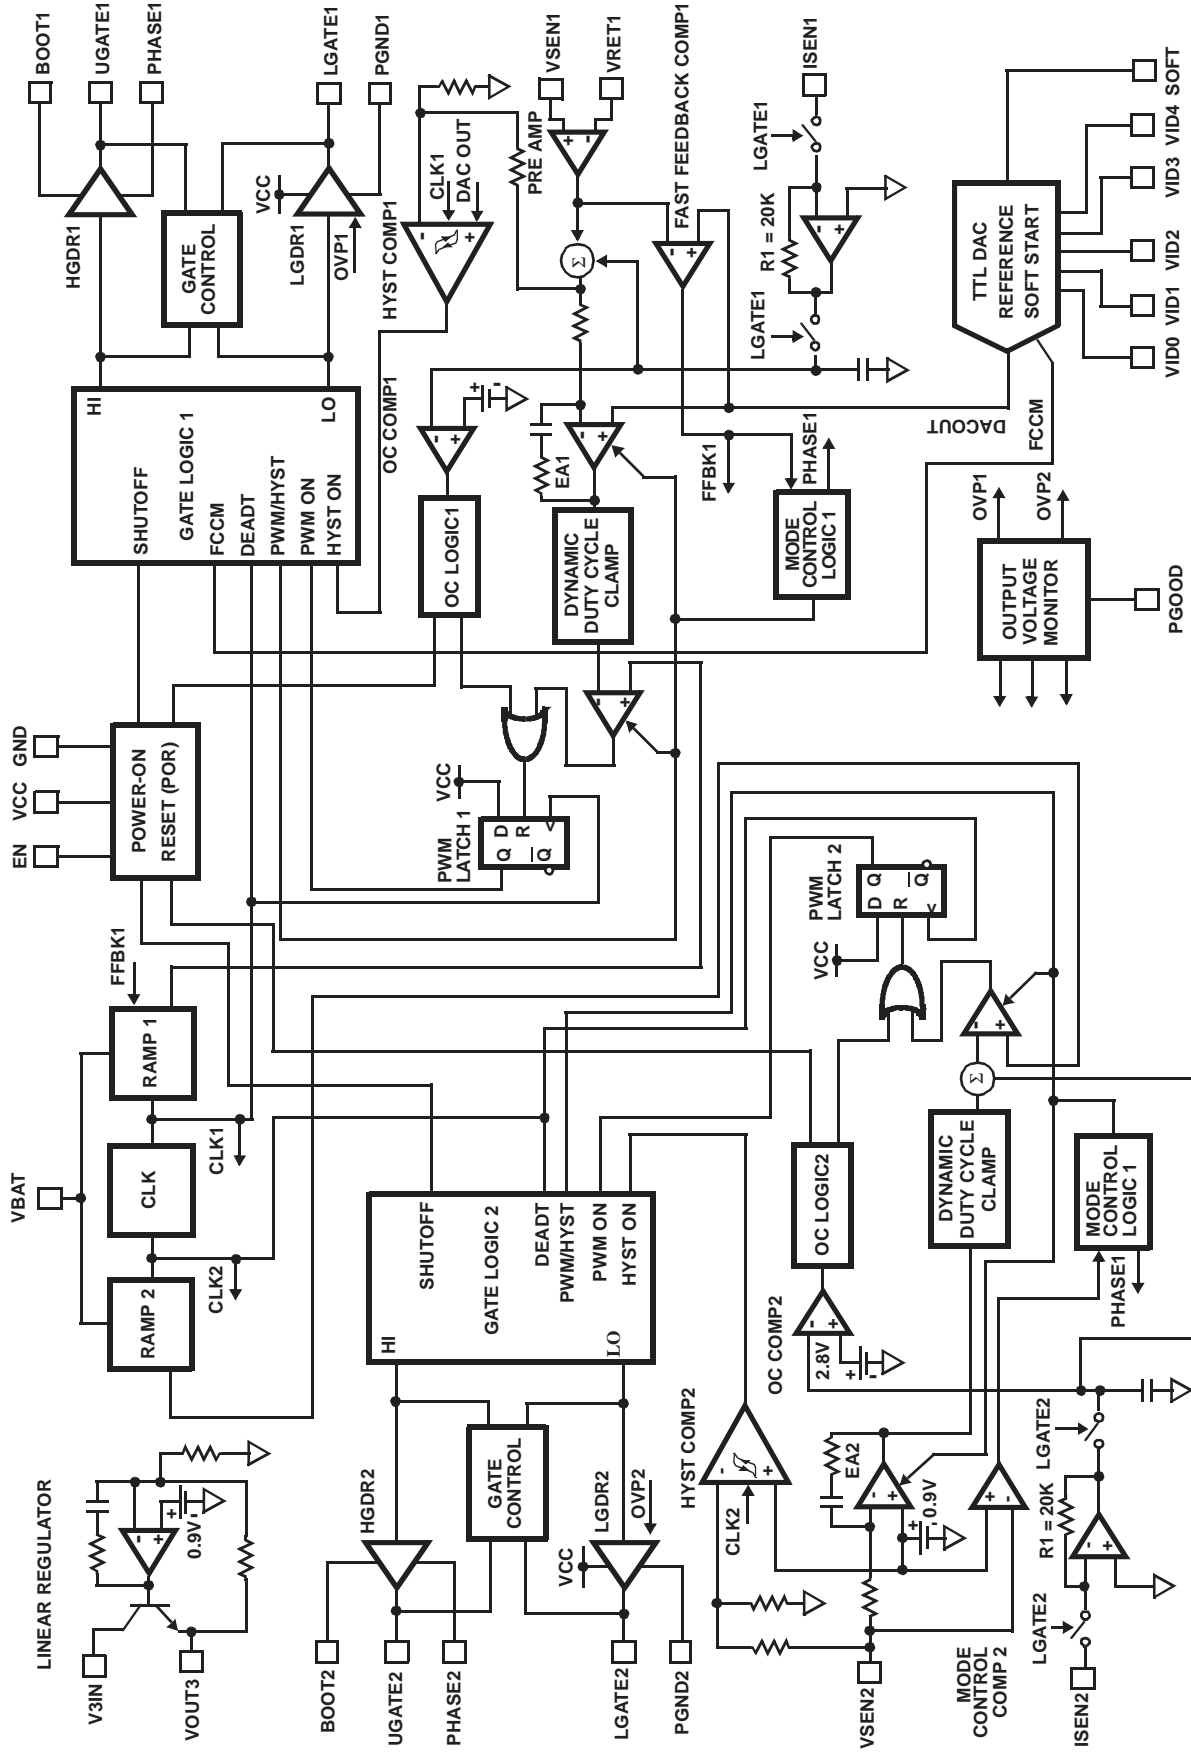 BOOT1
UGATE1
PHASE1
LGATE1
PGND1
VSEN1
VRET1
ISEN1
HGDR1
GATE
CONTROL
VCC
LGDR1
OVP1
HYST COMP1
CLK1
DAC OUT
-
+
PRE AMP
+
-
Σ
FAST FEEDBACK COMP1
-
+
LGATE1
R1 = 20K
-
+
LGATE1
SOFT
VID4
VID3
VID2
VID1
VID0
TTL DAC
REFERENCE
SOFT START
DACOUT
FCCM
HI
LO
GATE LOGIC 1
SHUTOFF
FCCM
DEADT
PWM/HYST
PWM ON
HYST ON
OC COMP1
-
+
+
-
OC LOGIC1
EA1
-
+
DYNAMIC
DUTY CYCLE
CLAMP
FFBK1
PHASE1
MODE
CONTROL
LOGIC 1
OVP1
OVP2
OUTPUT
VOLTAGE
MONITOR
PGOOD
GND
VCC
EN
POWER-ON
RESET (POR)
VCC
PWM
LATCH 1
D
R
<
Q
Q
-
+
FFBK1
VBAT
RAMP 1
CLK
RAMP 2
CLK1
CLK2
VCC
PWM
LATCH 2
D
R
<
Q
Q
-
+
Σ
GATE LOGIC 2
SHUTOFF
DEADT
PWM/HYST
PWM ON
HYST ON
HI
LO
OC LOGIC2
DYNAMIC
DUTY CYCLE
CLAMP
MODE
CONTROL
LOGIC 1
PHASE1
OC COMP2
-
+
2.8V
+
-
LINEAR REGULATOR
-
+
+
-
0.9V
V3IN
VOUT3
HGDR2
GATE
CONTROL
LGDR2
OVP2
VCC
BOOT2
UGATE2
PHASE2
LGATE2
PGND2
HYST COMP2
-
+
CLK2
EA2
-
+
+
-
0.9V
VSEN2
MODE
CONTROL
COMP 2
+
-
LGATE2
R1 = 20K
-
+
LGATE2
ISEN2